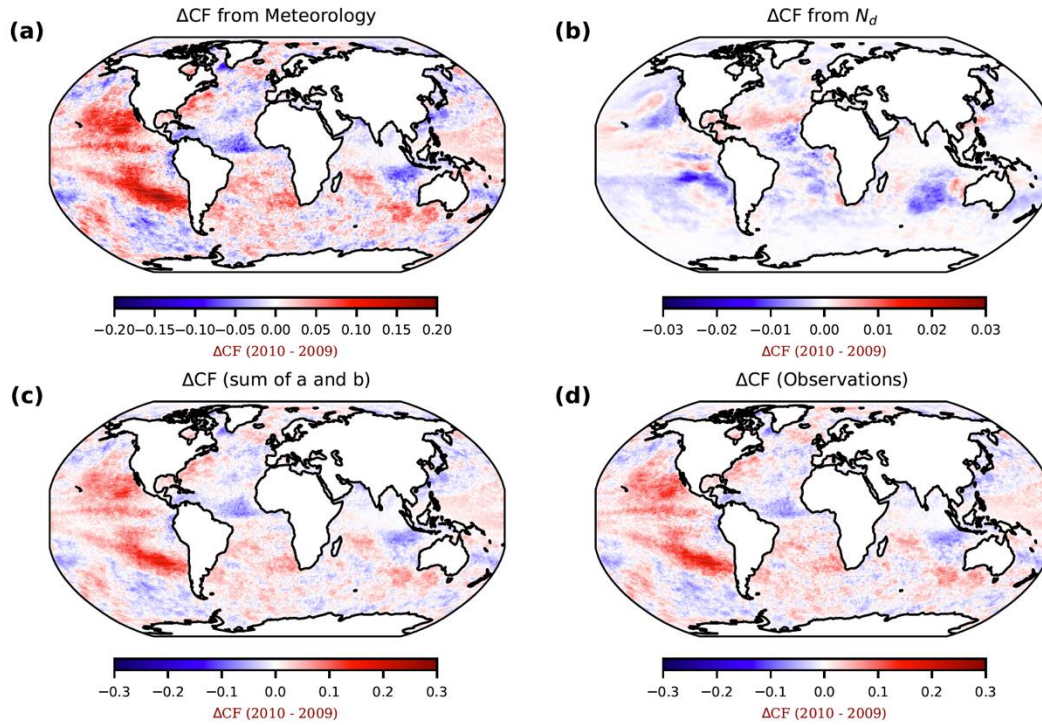 (a)
ΔCF from Meteorology
−0.20 −0.15 −0.10 −0.05 0.00 0.05 0.10 0.15 0.20
ΔCF (2010 - 2009)
(b)
ΔCF from N_d
−0.03 −0.02 −0.01 0.00 0.01 0.02 0.03
ΔCF (2010 - 2009)
(c)
ΔCF (sum of a and b)
−0.3 −0.2 −0.1 0.0 0.1 0.2 0.3
ΔCF (2010 - 2009)
(d)
ΔCF (Observations)
−0.3 −0.2 −0.1 0.0 0.1 0.2 0.3
ΔCF (2010 - 2009)